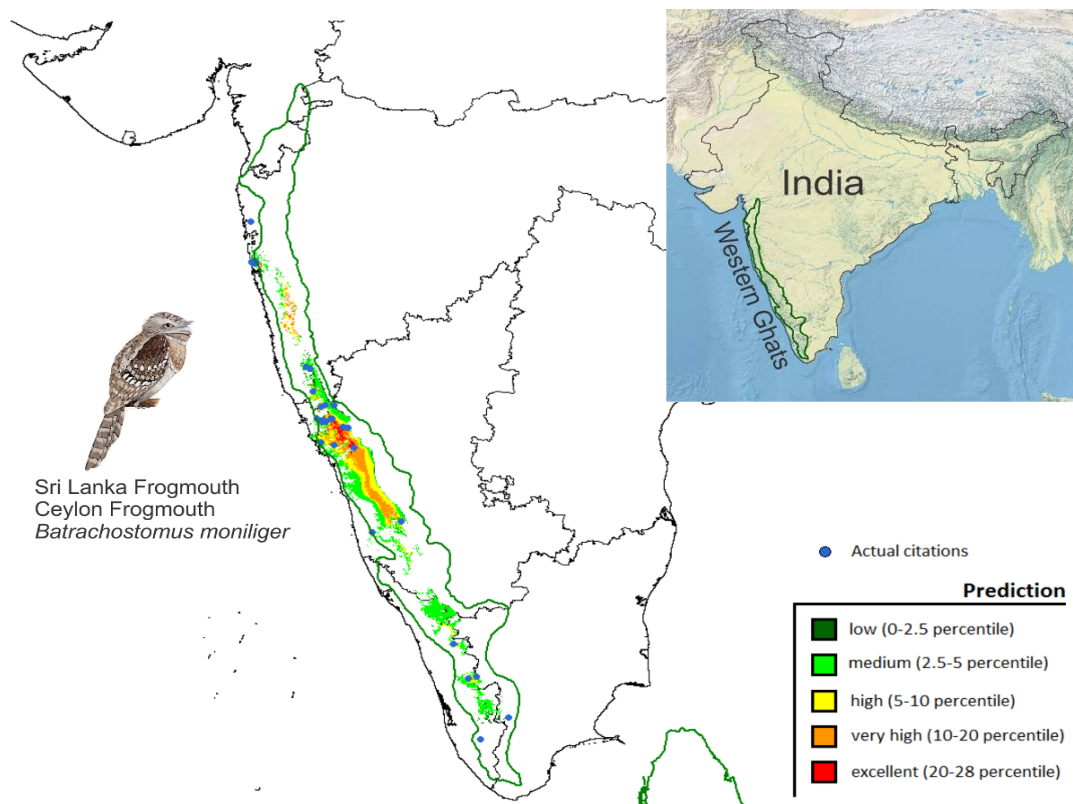 India
Western Ghats
Sri Lanka Frogmouth
Ceylon Frogmouth
Batrachostomus moniliger
Actual citations
Prediction
low (0-2.5 percentile)
medium (2.5-5 percentile)
high (5-10 percentile)
very high (10-20 percentile)
excellent (20-28 percentile)